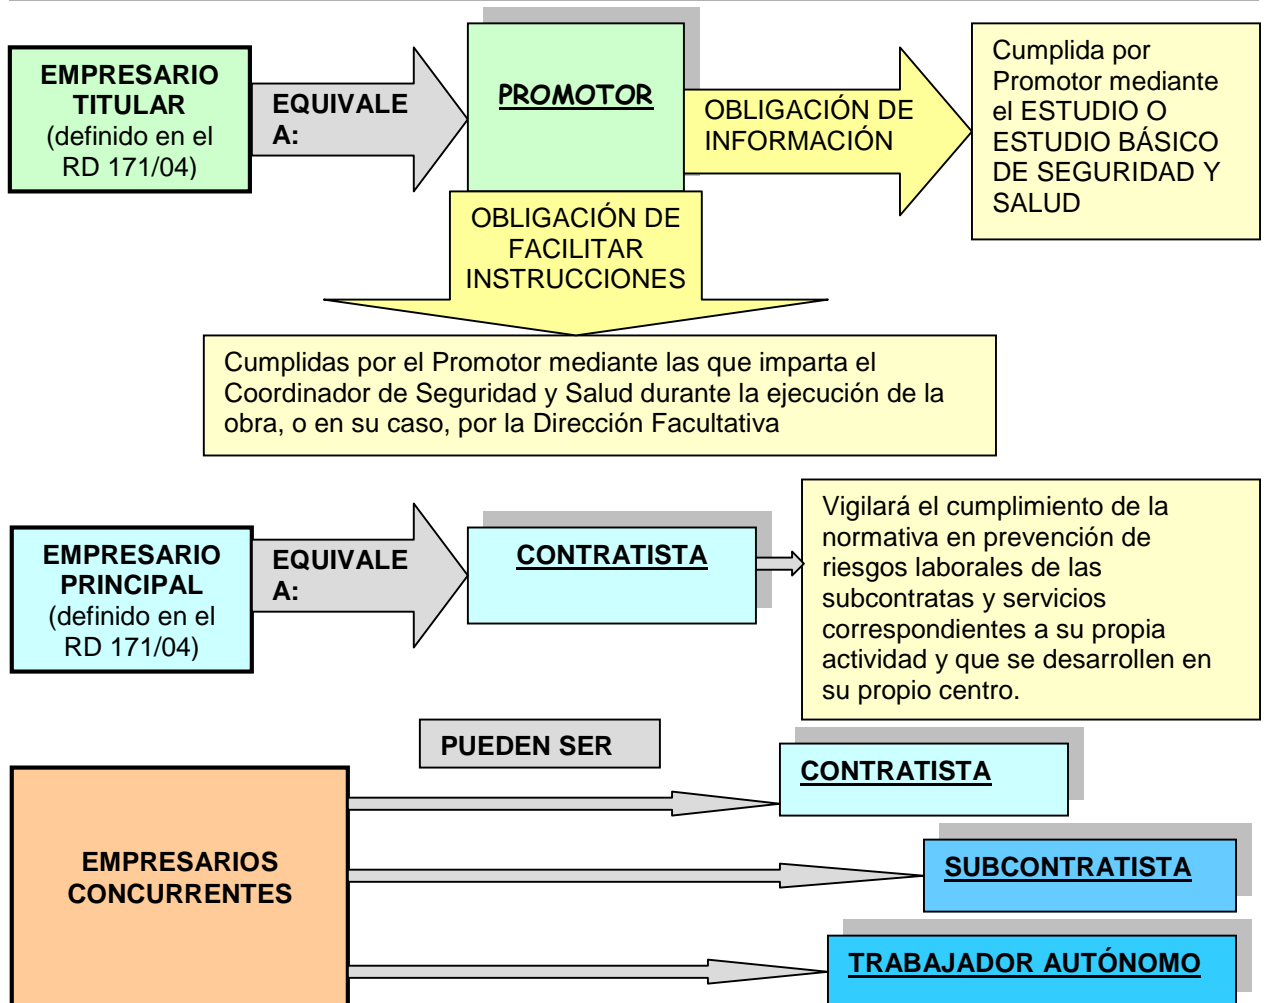 EMPRESARIO
TITULAR
(definido en el
RD 171/04)
EQUIVALE
A:
PROMOTOR
OBLIGACIÓN DE
INFORMACIÓN
Cumplida por
Promotor mediante
el ESTUDIO O
ESTUDIO BÁSICO
DE SEGURIDAD Y
SALUD
OBLIGACIÓN DE
FACILITAR
INSTRUCCIONES
Cumplidas por el Promotor mediante las que imparta el
Coordinador de Seguridad y Salud durante la ejecución de la
obra, o en su caso, por la Dirección Facultativa
EMPRESARIO
PRINCIPAL
(definido en el
RD 171/04)
EQUIVALE
A:
CONTRATISTA
Vigilará el cumplimiento de la
normativa en prevención de
riesgos laborales de las
subcontratas y servicios
correspondientes a su propia
actividad y que se desarrollen en
su propio centro.
PUEDEN SER
EMPRESARIOS
CONCURRENTES
CONTRATISTA
SUBCONTRATISTA
TRABAJADOR AUTÓNOMO